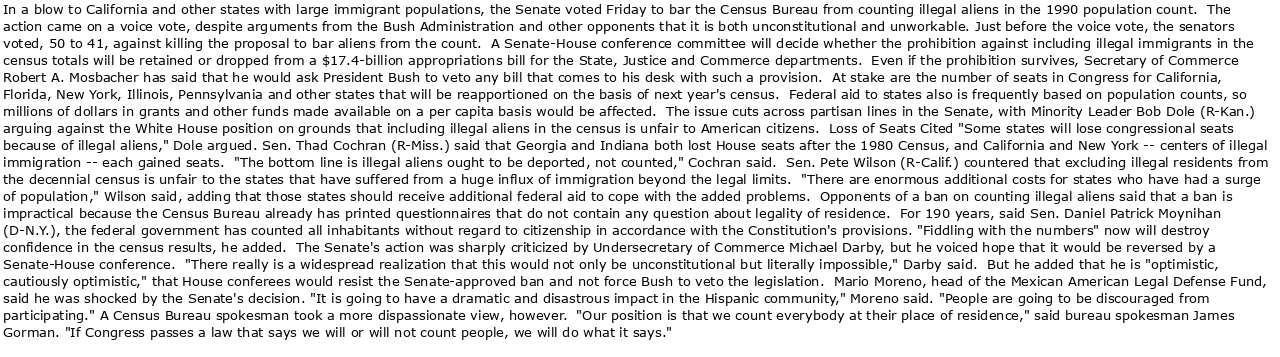 In a blow to California and other states with large immigrant populations, the Senate voted Friday to bar the Census Bureau from counting illegal aliens in the 1990 population count.  The
action came on a voice vote, despite arguments from the Bush Administration and other opponents that it is both unconstitutional and unworkable. Just before the voice vote, the senators
voted, 50 to 41, against killing the proposal to bar aliens from the count.  A Senate-House conference committee will decide whether the prohibition against including illegal immigrants in the
census totals will be retained or dropped from a $17.4-billion appropriations bill for the State, Justice and Commerce departments.  Even if the prohibition survives, Secretary of Commerce
Robert A. Mosbacher has said that he would ask President Bush to veto any bill that comes to his desk with such a provision.  At stake are the number of seats in Congress for California,
Florida, New York, Illinois, Pennsylvania and other states that will be reapportioned on the basis of next year's census.  Federal aid to states also is frequently based on population counts, so
millions of dollars in grants and other funds made available on a per capita basis would be affected.  The issue cuts across partisan lines in the Senate, with Minority Leader Bob Dole (R-Kan.)
arguing against the White House position on grounds that including illegal aliens in the census is unfair to American citizens.  Loss of Seats Cited "Some states will lose congressional seats
because of illegal aliens," Dole argued. Sen. Thad Cochran (R-Miss.) said that Georgia and Indiana both lost House seats after the 1980 Census, and California and New York -- centers of illegal
immigration -- each gained seats.  "The bottom line is illegal aliens ought to be deported, not counted," Cochran said.  Sen. Pete Wilson (R-Calif.) countered that excluding illegal residents from
the decennial census is unfair to the states that have suffered from a huge influx of immigration beyond the legal limits.  "There are enormous additional costs for states who have had a surge
of population," Wilson said, adding that those states should receive additional federal aid to cope with the added problems.  Opponents of a ban on counting illegal aliens said that a ban is
impractical because the Census Bureau already has printed questionnaires that do not contain any question about legality of residence.  For 190 years, said Sen. Daniel Patrick Moynihan
(D-N.Y.), the federal government has counted all inhabitants without regard to citizenship in accordance with the Constitution's provisions. "Fiddling with the numbers" now will destroy
confidence in the census results, he added.  The Senate's action was sharply criticized by Undersecretary of Commerce Michael Darby, but he voiced hope that it would be reversed by a
Senate-House conference.  "There really is a widespread realization that this would not only be unconstitutional but literally impossible," Darby said.  But he added that he is "optimistic,
cautiously optimistic," that House conferees would resist the Senate-approved ban and not force Bush to veto the legislation.  Mario Moreno, head of the Mexican American Legal Defense Fund,
said he was shocked by the Senate's decision. "It is going to have a dramatic and disastrous impact in the Hispanic community," Moreno said. "People are going to be discouraged from
participating." A Census Bureau spokesman took a more dispassionate view, however.  "Our position is that we count everybody at their place of residence," said bureau spokesman James
Gorman. "If Congress passes a law that says we will or will not count people, we will do what it says."